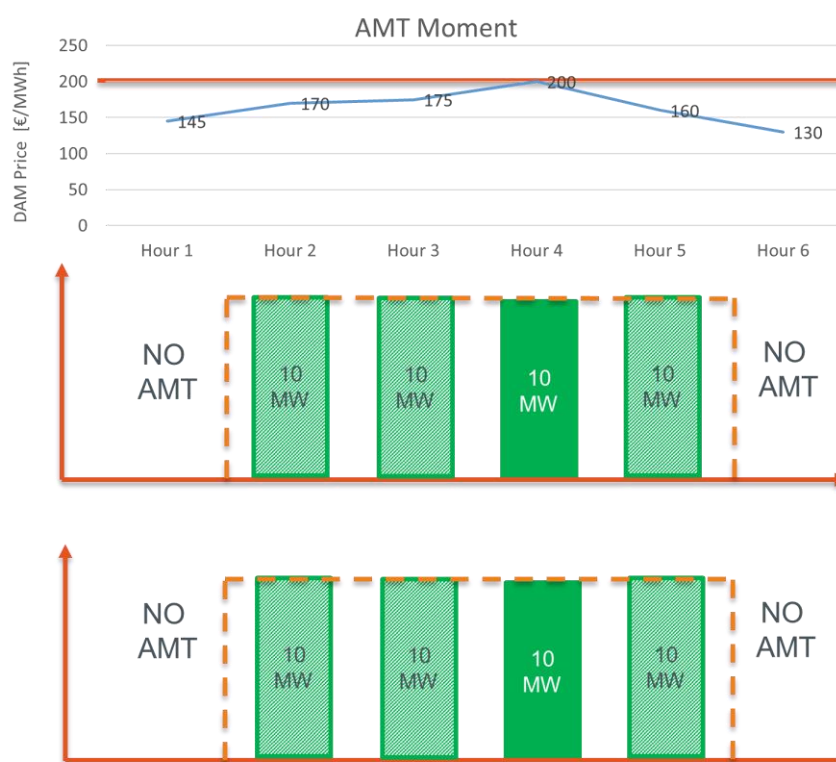 AMT Moment
DAM Price [€/MWh]
250
200
150
100
50
0
145
170
175
200
160
130
Hour 1 Hour 2 Hour 3 Hour 4 Hour 5 Hour 6
NO
AMT
10
MW
10
MW
10
MW
10
MW
NO
AMT
NO
AMT
10
MW
10
MW
10
MW
10
MW
NO
AMT